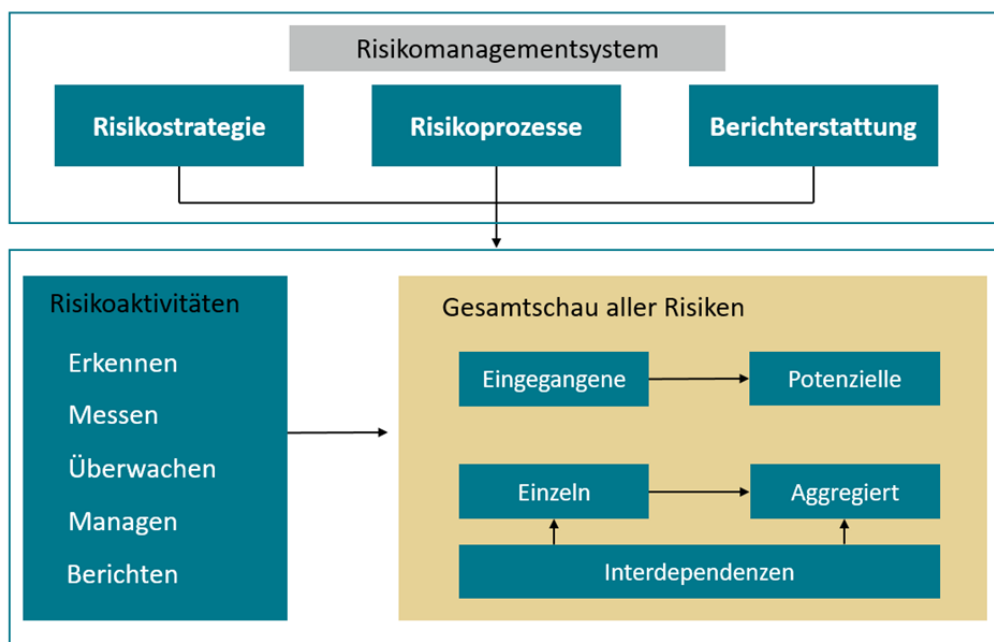 Risikomanagementsystem
Risikostrategie
Risikoprozesse
Berichterstattung
Risikoaktivitäten
Erkennen
Messen
Überwachen
Managen
Berichten
Gesamtschau aller Risiken
Eingegangene
Potenzielle
Einzeln
Aggregiert
Interdependenzen